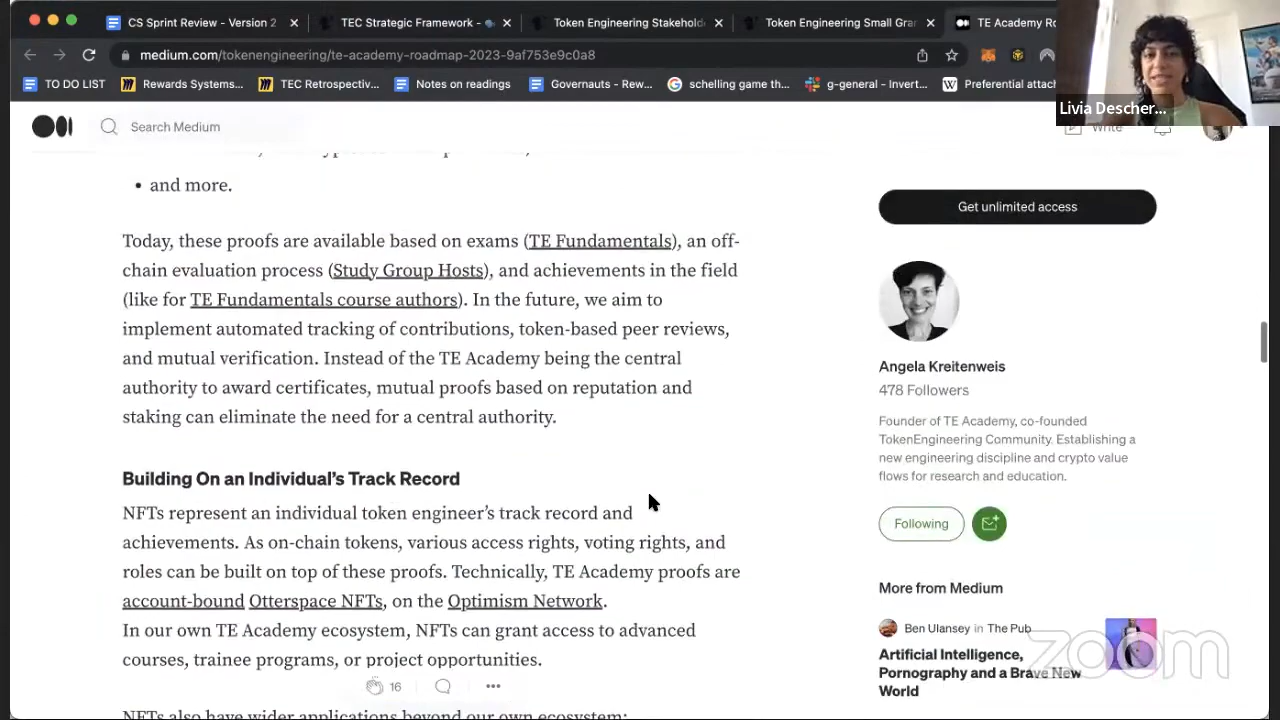 CS Sprint Review - Version 2
TEC Strategic Framework -
Token Engineering Stakehold
Token Engineering Small Gra
TE Academy Ro
medium.com/tokenengineering/te-academy-roadmap-2023-9af753e9c0a8
TO DO LIST
Rewards Systems...
TEC Retrospectiv...
Notes on readings
Governauts - Rew...
schelling game th...
g-general - Invert...
Preferential attac
Livia Descher...
Search Medium
Write
• and more.
Today, these proofs are available based on exams (TE Fundamentals), an off-
chain evaluation process (Study Group Hosts), and achievements in the field
(like for TE Fundamentals course authors). In the future, we aim to
implement automated tracking of contributions, token-based peer reviews,
and mutual verification. Instead of the TE Academy being the central
authority to award certificates, mutual proofs based on reputation and
staking can eliminate the need for a central authority.
Building On an Individual's Track Record
NFTs represent an individual token engineer's track record and
achievements. As on-chain tokens, various access rights, voting rights, and
roles can be built on top of these proofs. Technically, TE Academy proofs are
account-bound Otterspace NFTs, on the Optimism Network.
In our own TE Academy ecosystem, NFTs can grant access to advanced
courses, trainee programs, or project opportunities.
16
NFTs also have wider applications beyond our own ecosystem:
Get unlimited access
Angela Kreitenweis
478 Followers
Founder of TE Academy, co-founded
TokenEngineering Community. Establishing a
new engineering discipline and crypto value
flows for research and education.
Following
More from Medium
Ben Ulansey in The Pub
Artificial Intelligence,
Pornography and a Brave New
World
zoom